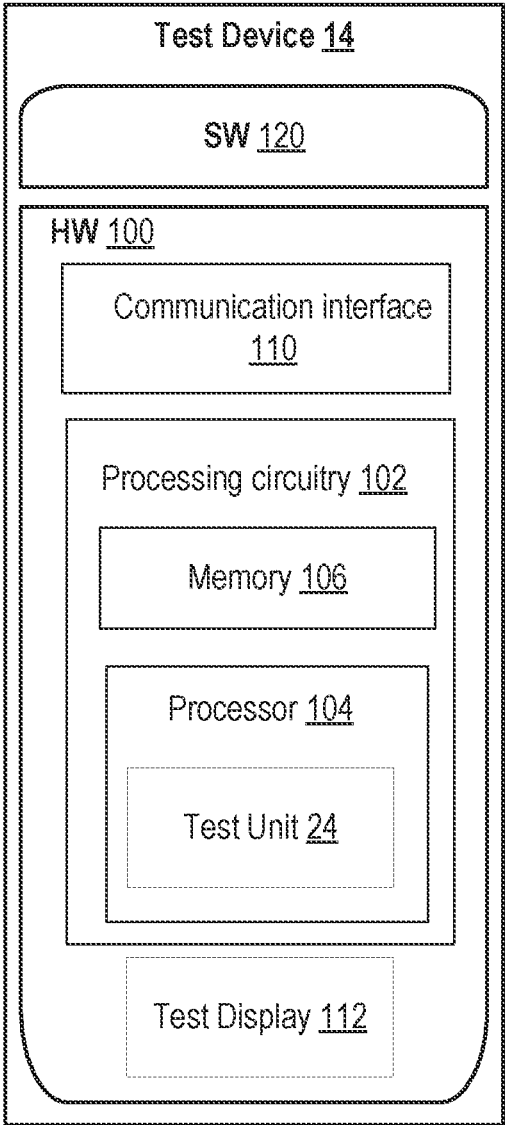 Test Device 14
SW 120
HW 100
Communication interface
110
Processing circuitry 102
Memory 106
Processor 104
Test Unit 24
Test Display 112